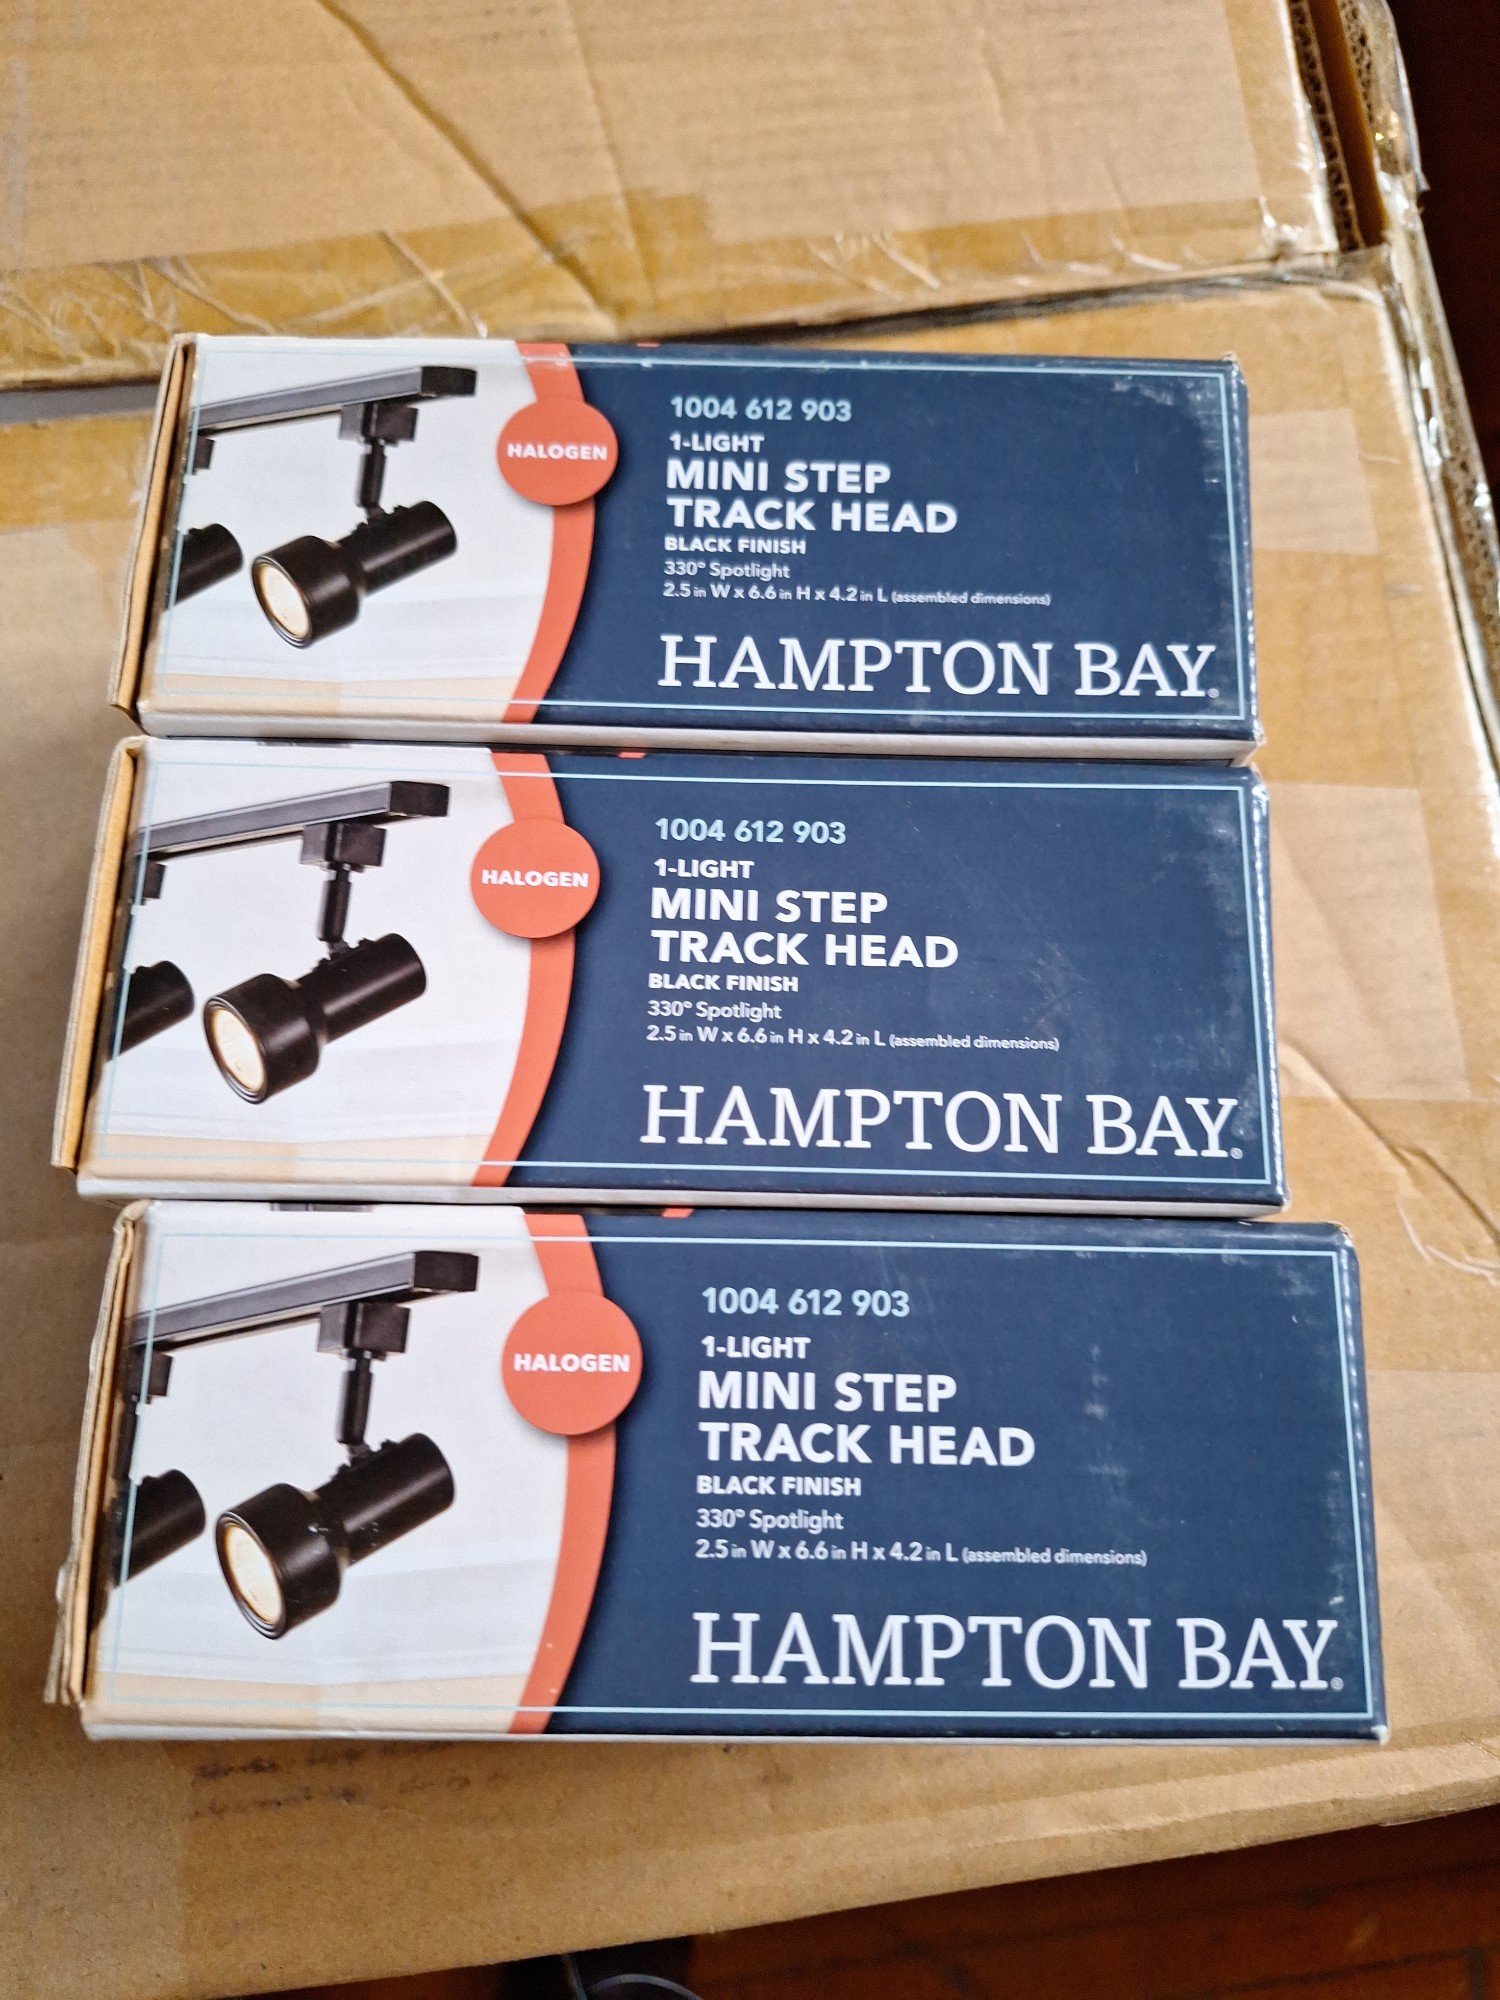 HALOGEN
1004 612 903
1-LIGHT
MINI STEP
TRACK HEAD
BLACK FINISH
330° Spotlight
2.5 in W x 6.6 in H x 4.2 in L (assembled dimensions)
HAMPTON BAY®
HALOGEN
1004 612 903
1-LIGHT
MINI STEP
TRACK HEAD
BLACK FINISH
330° Spotlight
2.5 in W x 6.6 in H x 4.2 in L (assembled dimensions)
HAMPTON BAY®
HALOGEN
1004 612 903
1-LIGHT
MINI STEP
TRACK HEAD
BLACK FINISH
330° Spotlight
2.5 in W x 6.6 in H x 4.2 in L (assembled dimensions)
HAMPTON BAY®